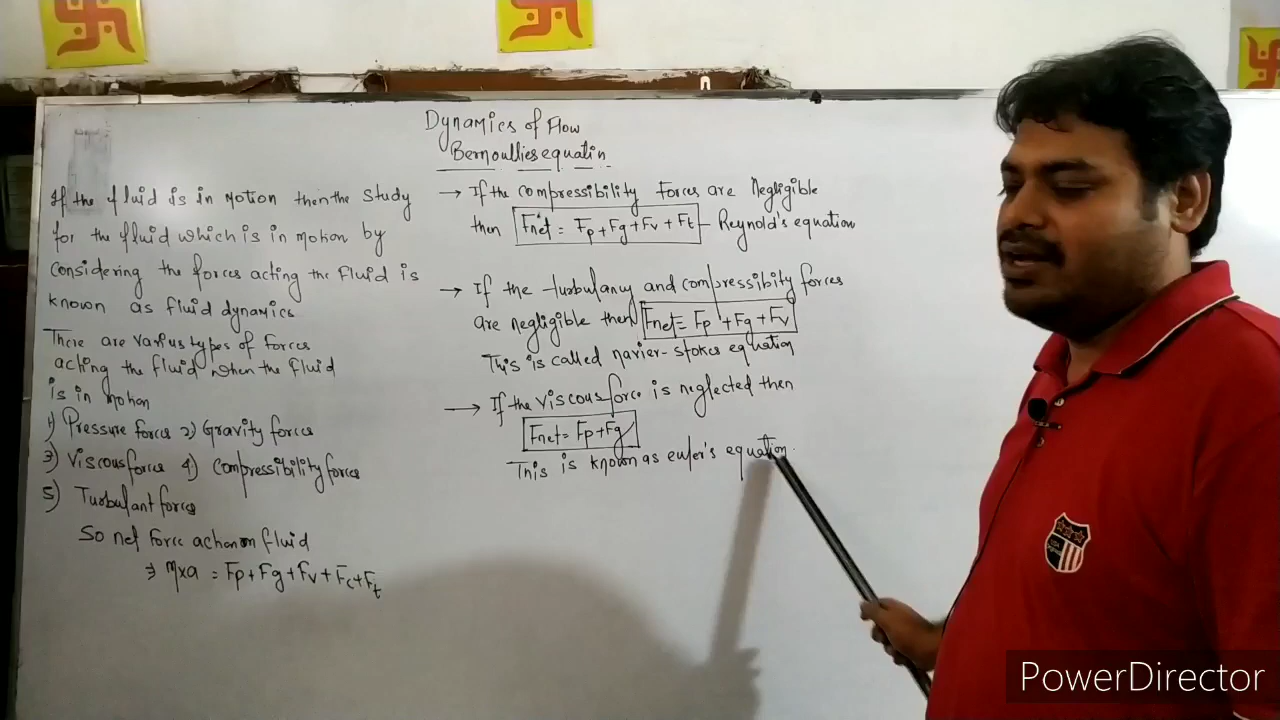 Dynamics of Flow
Bernoullies equatin
If the fluid is in Motion then the study
for the fluid which is in motion by
considering the forces acting the Fluid is
known as fluid dynamics
There are varius types of forces
acting the fluid when the fluid
is in motion
1) Pressure forces 2) Gravity forces
3) Viscous forces 4) Compressibility forces
5) Turbulant forces
So net force action on fluid
⇒ M×a = Fp + Fg + Fv + Fc + Ft
→ If the compressibility Forces are Negligible
then Fnet = Fp + Fg + Fv + Ft - Reynold's equation
→ If the turbulancy and compressibity forces
are negligible then Fnet = Fp + Fg + Fv
This is called navier-stokes equation
→ If the viscous force is neglected then
Fnet = Fp + Fg
This is known as euler's equation.
USA
PowerDirector